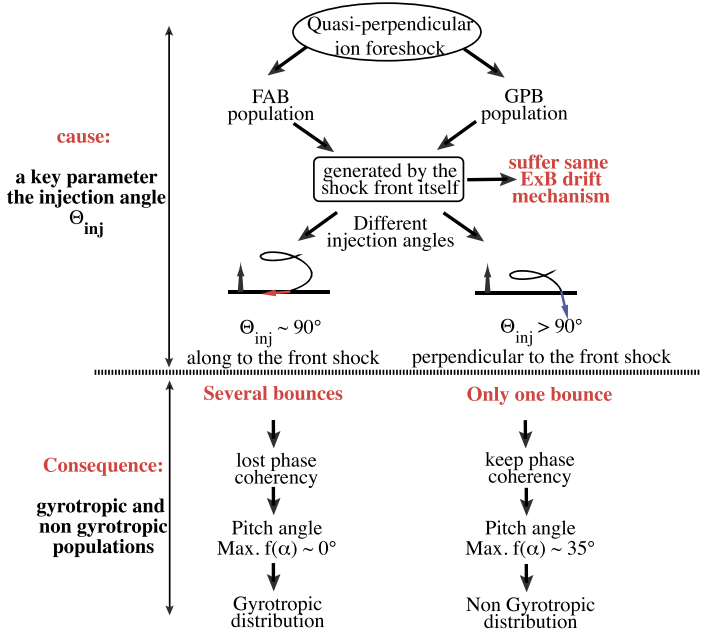 Quasi-perpendicular
ion foreshock
FAB
population
GPB
population
cause:
a key parameter
the injection angle
Θinj
generated by the
shock front itself
suffer same
ExB drift
mechanism
Different
injection angles
Θinj ~ 90°
along to the front shock
Θinj > 90°
perpendicular to the front shock
Several bounces
Only one bounce
Consequence:
gyrotropic and
non gyrotropic
populations
lost phase
coherency
keep phase
coherency
Pitch angle
Max. f(α) ~ 0°
Pitch angle
Max. f(α) ~ 35°
Gyrotropic
distribution
Non Gyrotropic
distribution